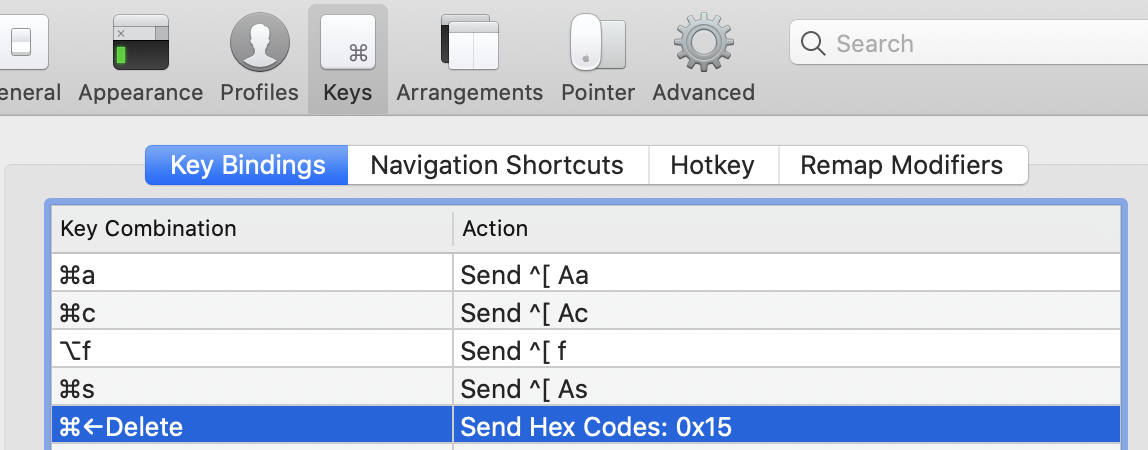 eneral Appearance Profiles Keys Arrangements Pointer Advanced Search
Key Bindings Navigation Shortcuts Hotkey Remap Modifiers
Key Combination Action
⌘a Send ^[ Aa
⌘c Send ^[ Ac
⌥f Send ^[ f
⌘s Send ^[ As
⌘←Delete Send Hex Codes: 0x15